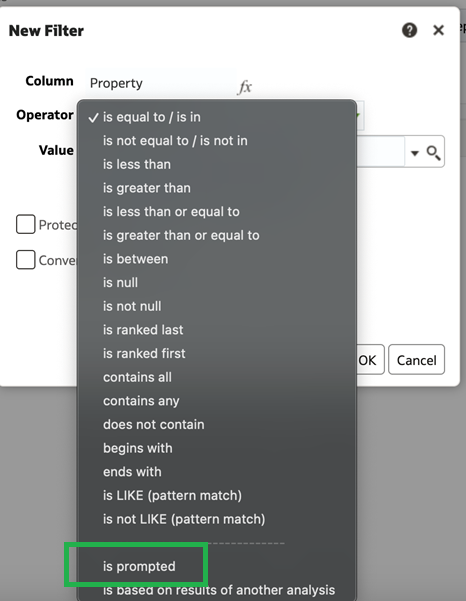 New Filter
Column Property fx
Operator
✓ is equal to / is in
is not equal to / is not in
Value
is less than
is greater than
is less than or equal to
Protec
is greater than or equal to
Conver
is between
is null
is not null
is ranked last
is ranked first
OK Cancel
contains all
contains any
does not contain
begins with
ends with
is LIKE (pattern match)
is not LIKE (pattern match)
is prompted
is based on results of another analysis